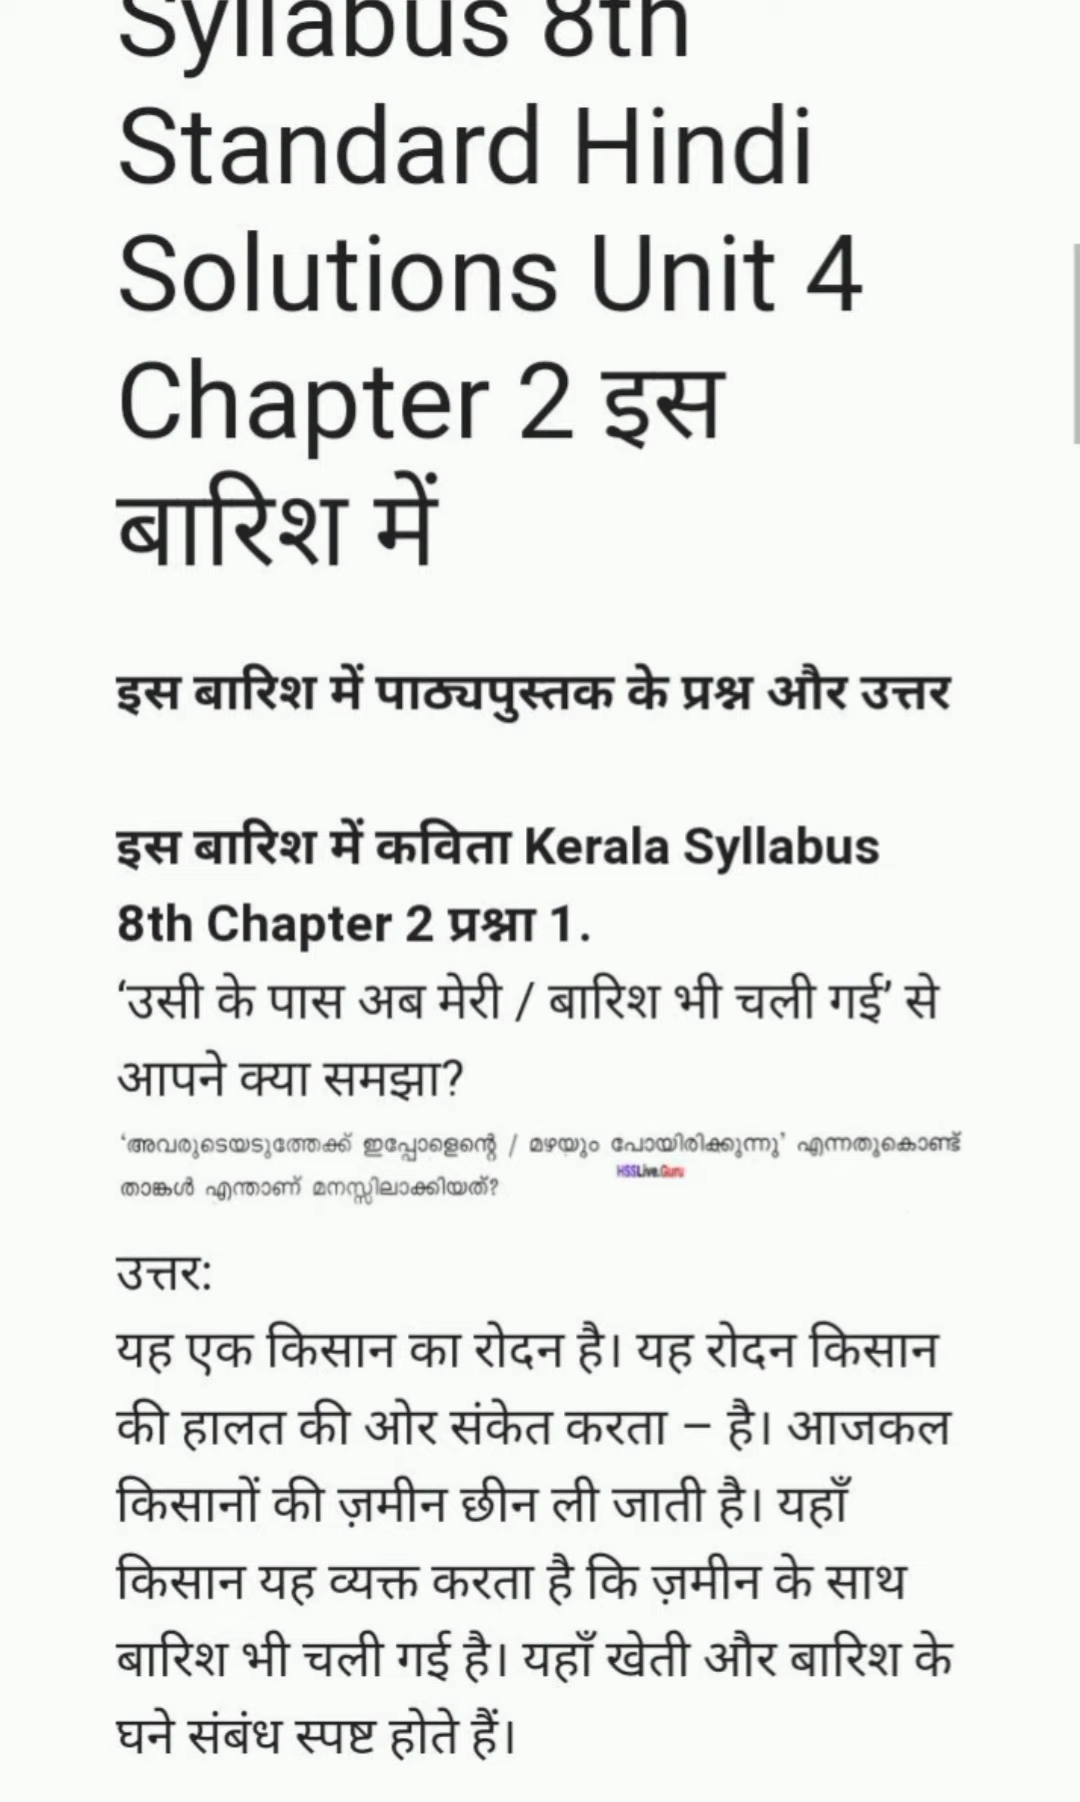 Syllabus 8th
Standard Hindi
Solutions Unit 4
Chapter 2 इस
बारिश में
इस बारिश में पाठ्यपुस्तक के प्रश्न और उत्तर
इस बारिश में कविता Kerala Syllabus
8th Chapter 2 प्रश्ना 1.
‘उसी के पास अब मेरी / बारिश भी चली गई’ से
आपने क्या समझा?
‘അവരുടെയടുത്തേക്ക് ഇപ്പോളെന്റെ / മഴയും പോയിരിക്കുന്നു’ എന്നതുകൊണ്ട്
HSSLive.Guru
താങ്കൾ എന്താണ് മനസ്സിലാക്കിയത്?
उत्तर:
यह एक किसान का रोदन है। यह रोदन किसान
की हालत की ओर संकेत करता – है। आजकल
किसानों की ज़मीन छीन ली जाती है। यहाँ
किसान यह व्यक्त करता है कि ज़मीन के साथ
बारिश भी चली गई है। यहाँ खेती और बारिश के
घने संबंध स्पष्ट होते हैं।